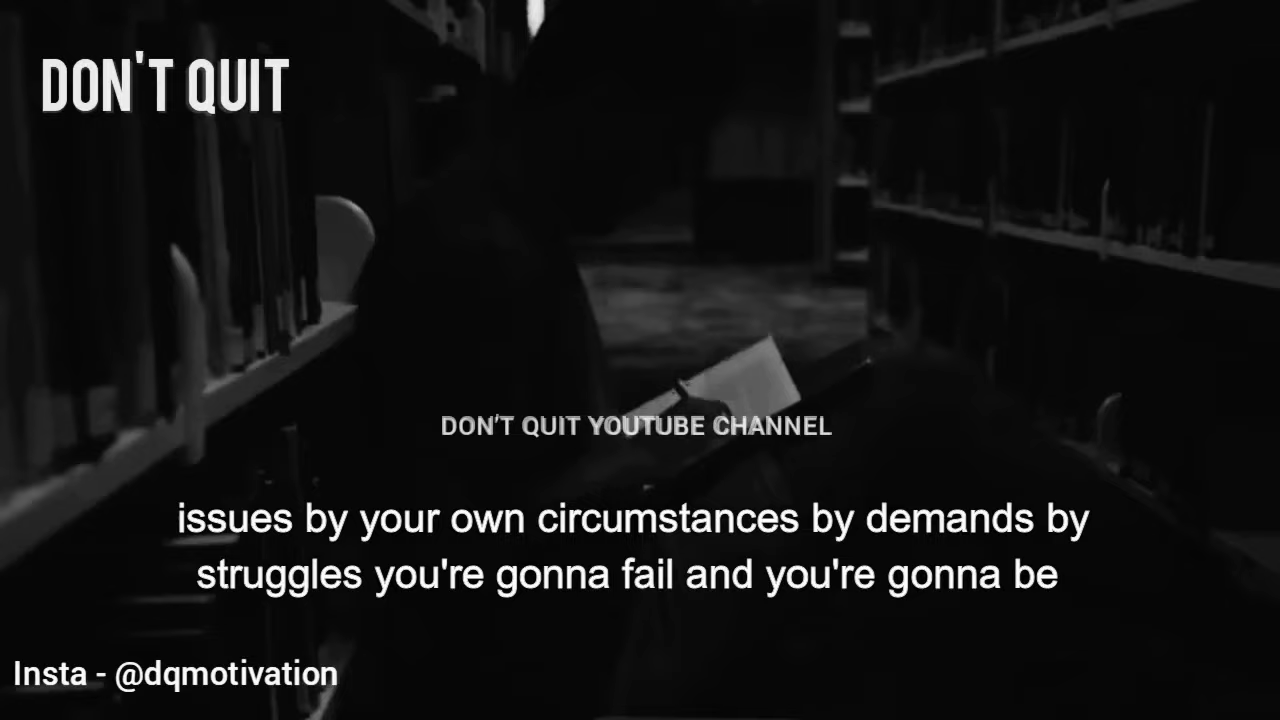 DON'T QUIT
DON'T QUIT YOUTUBE CHANNEL
issues by your own circumstances by demands by
struggles you're gonna fail and you're gonna be
Insta - @dqmotivation